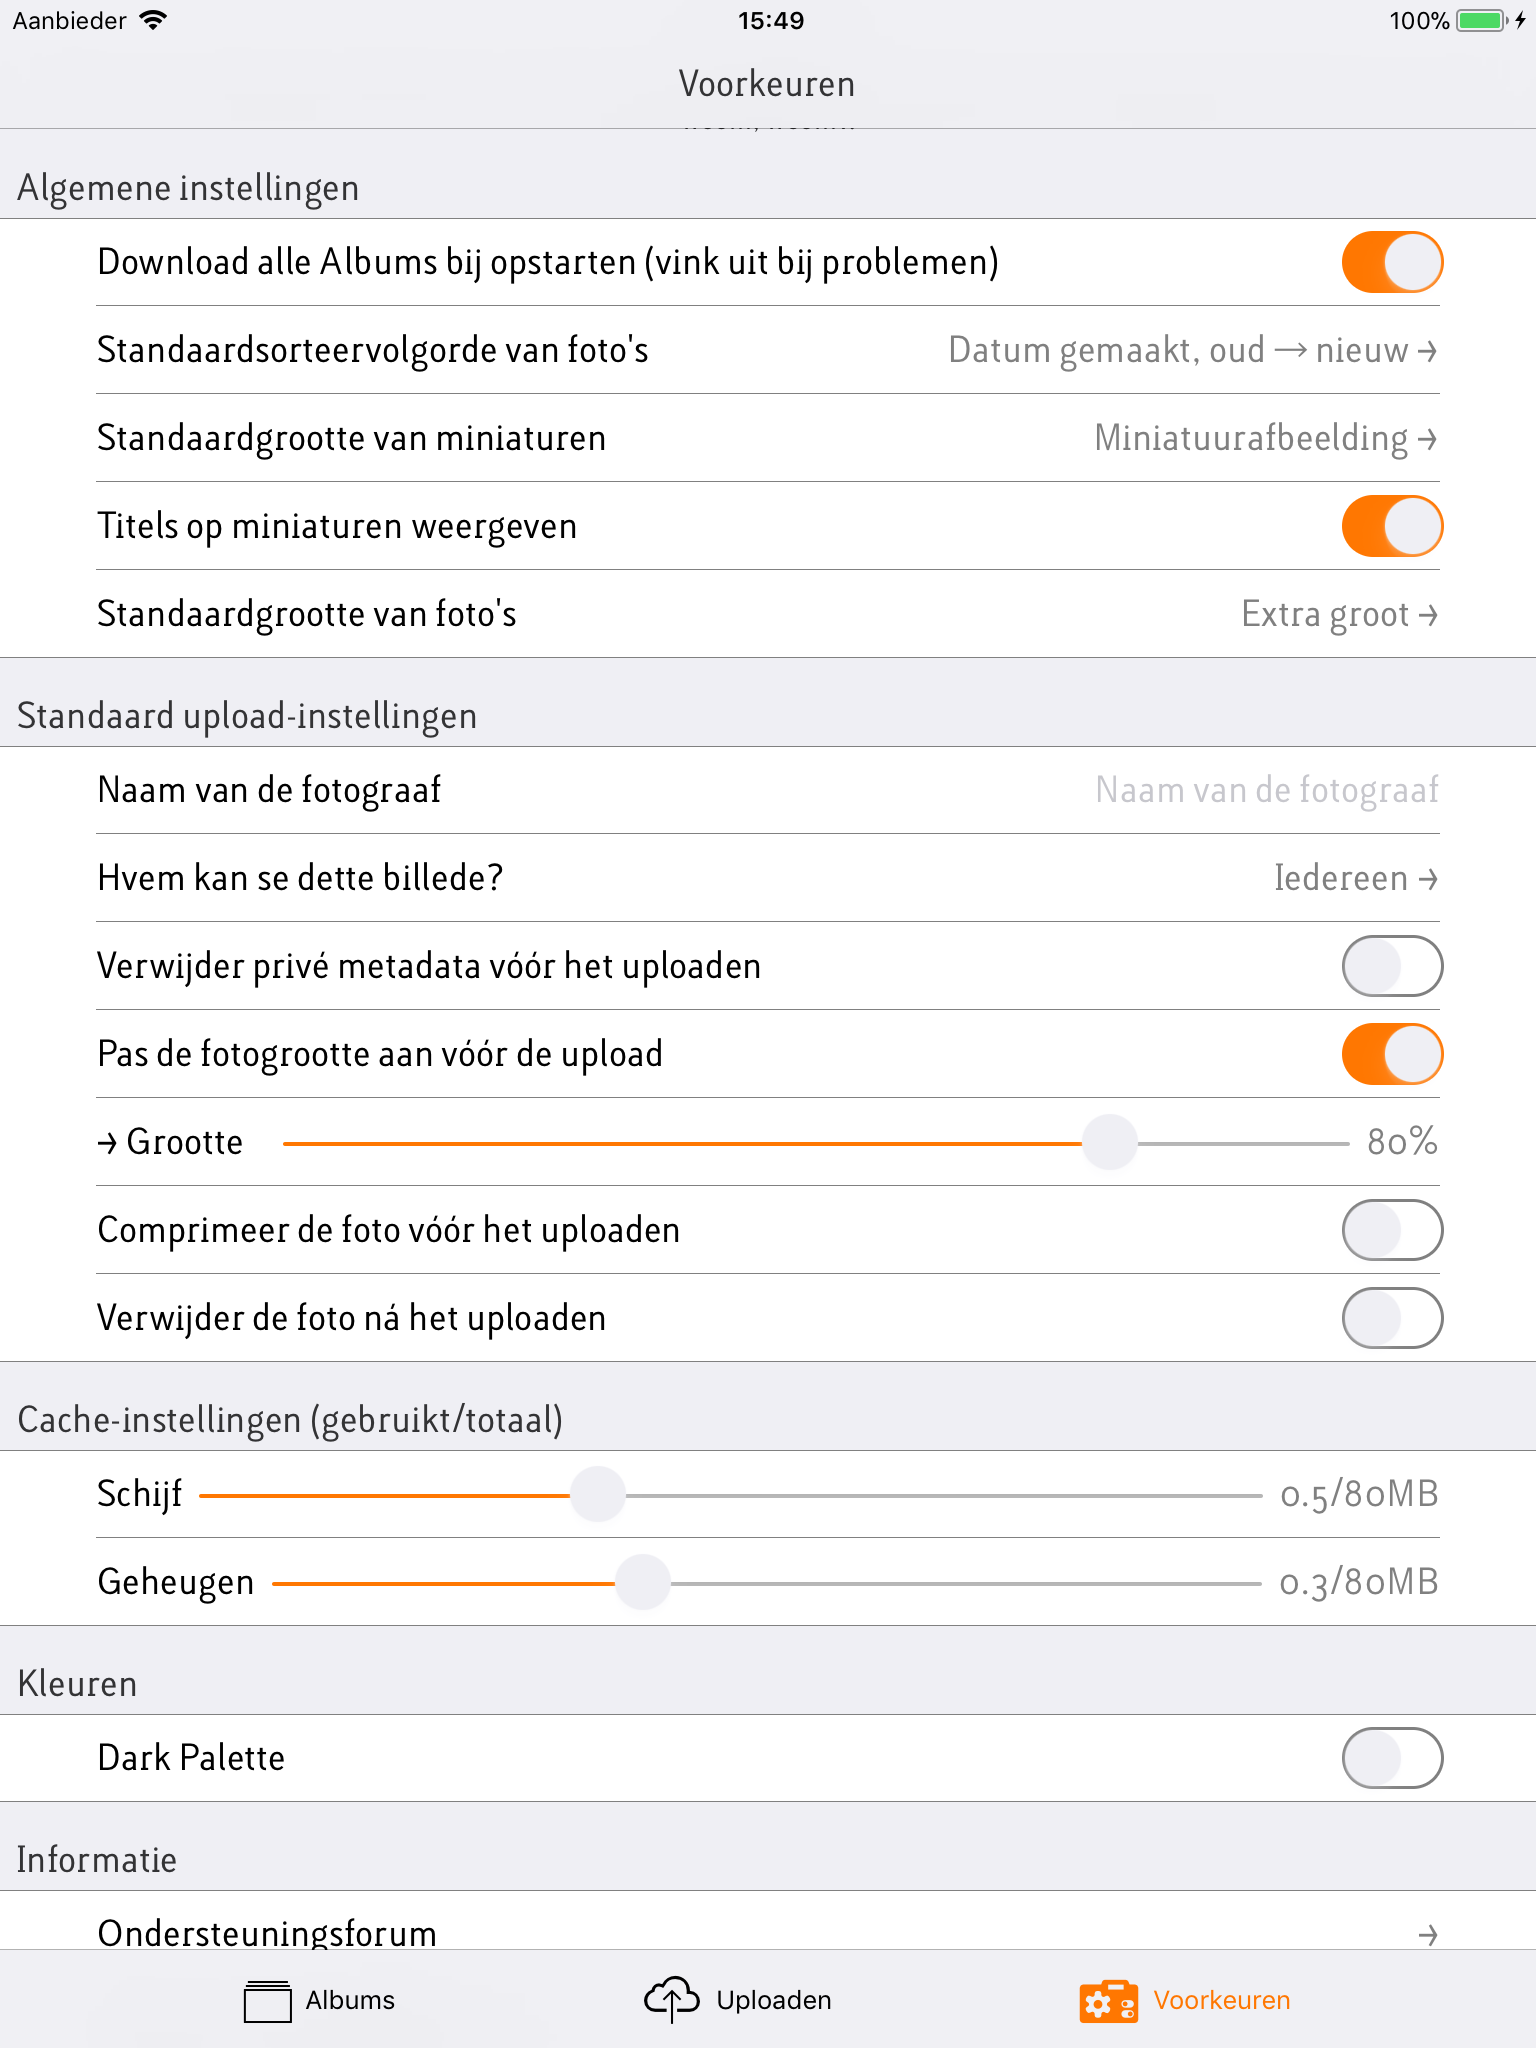 Aanbieder 15:49 100%
Voorkeuren
Algemene instellingen
Download alle Albums bij opstarten (vink uit bij problemen)
Standaardsorteervolgorde van foto's Datum gemaakt, oud → nieuw →
Standaardgrootte van miniaturen Miniatuurafbeelding →
Titels op miniaturen weergeven
Standaardgrootte van foto's Extra groot →
Standaard upload-instellingen
Naam van de fotograaf Naam van de fotograaf
Hvem kan se dette billede? Iedereen →
Verwijder privé metadata vóór het uploaden
Pas de fotogrootte aan vóór de upload
→ Grootte 80%
Comprimeer de foto vóór het uploaden
Verwijder de foto ná het uploaden
Cache-instellingen (gebruikt/totaal)
Schijf 0.5/80MB
Geheugen 0.3/80MB
Kleuren
Dark Palette
Informatie
Ondersteuningsforum →
Albums Uploaden Voorkeuren